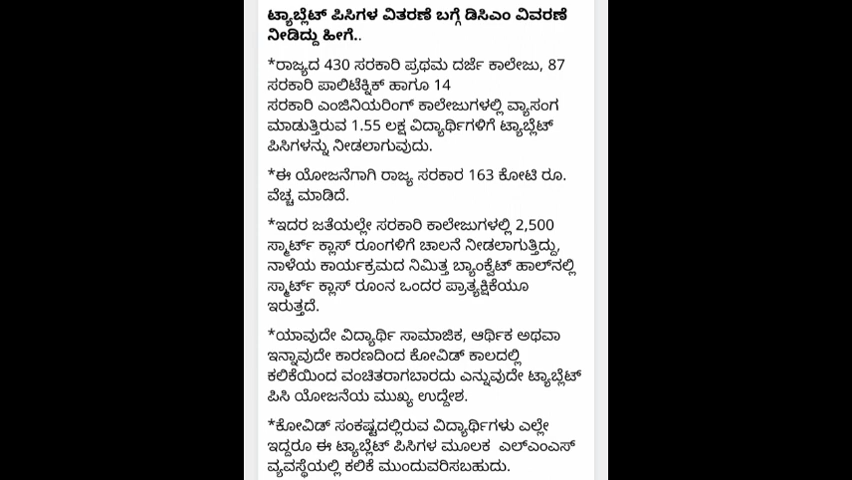 ಟ್ಯಾಬ್ಲೆಟ್ ಪಿಸಿಗಳ ವಿತರಣೆ ಬಗ್ಗೆ ಡಿಸಿಎಂ ವಿವರಣೆ
ನೀಡಿದ್ದು ಹೀಗೆ..
*ರಾಜ್ಯದ 430 ಸರಕಾರಿ ಪ್ರಥಮ ದರ್ಜೆ ಕಾಲೇಜು, 87
ಸರಕಾರಿ ಪಾಲಿಟೆಕ್ನಿಕ್ ಹಾಗೂ 14
ಸರಕಾರಿ ಎಂಜಿನಿಯರಿಂಗ್ ಕಾಲೇಜುಗಳಲ್ಲಿ ವ್ಯಾಸಂಗ
ಮಾಡುತ್ತಿರುವ 1.55 ಲಕ್ಷ ವಿದ್ಯಾರ್ಥಿಗಳಿಗೆ ಟ್ಯಾಬ್ಲೆಟ್
ಪಿಸಿಗಳನ್ನು ನೀಡಲಾಗುವುದು.
*ಈ ಯೋಜನೆಗಾಗಿ ರಾಜ್ಯ ಸರಕಾರ 163 ಕೋಟಿ ರೂ.
ವೆಚ್ಚ ಮಾಡಿದೆ.
*ಇದರ ಜತೆಯಲ್ಲೇ ಸರಕಾರಿ ಕಾಲೇಜುಗಳಲ್ಲಿ 2,500
ಸ್ಮಾರ್ಟ್ ಕ್ಲಾಸ್ ರೂಂಗಳಿಗೆ ಚಾಲನೆ ನೀಡಲಾಗುತ್ತಿದ್ದು,
ನಾಳೆಯ ಕಾರ್ಯಕ್ರಮದ ನಿಮಿತ್ತ ಬ್ಯಾಂಕ್ವೆಟ್ ಹಾಲ್‌ನಲ್ಲಿ
ಸ್ಮಾರ್ಟ್ ಕ್ಲಾಸ್ ರೂಂನ ಒಂದರ ಪ್ರಾತ್ಯಕ್ಷಿಕೆಯೂ
ಇರುತ್ತದೆ.
*ಯಾವುದೇ ವಿದ್ಯಾರ್ಥಿ ಸಾಮಾಜಿಕ, ಆರ್ಥಿಕ ಅಥವಾ
ಇನ್ನಾವುದೇ ಕಾರಣದಿಂದ ಕೋವಿಡ್ ಕಾಲದಲ್ಲಿ
ಕಲಿಕೆಯಿಂದ ವಂಚಿತರಾಗಬಾರದು ಎನ್ನುವುದೇ ಟ್ಯಾಬ್ಲೆಟ್
ಪಿಸಿ ಯೋಜನೆಯ ಮುಖ್ಯ ಉದ್ದೇಶ.
*ಕೋವಿಡ್ ಸಂಕಷ್ಟದಲ್ಲಿರುವ ವಿದ್ಯಾರ್ಥಿಗಳು ಎಲ್ಲೇ
ಇದ್ದರೂ ಈ ಟ್ಯಾಬ್ಲೆಟ್ ಪಿಸಿಗಳ ಮೂಲಕ ಎಲ್ಎಂಎಸ್
ವ್ಯವಸ್ಥೆಯಲ್ಲಿ ಕಲಿಕೆ ಮುಂದುವರಿಸಬಹುದು.